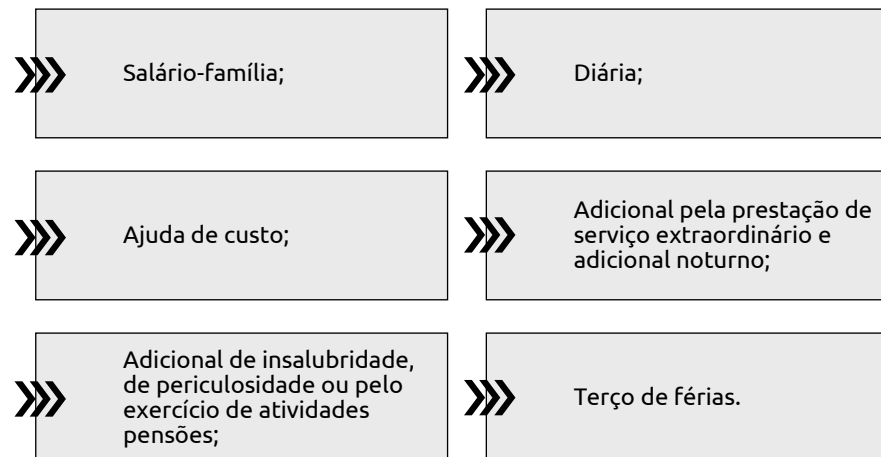 Salário-família;
Diária;
Ajuda de custo;
Adicional pela prestação de
serviço extraordinário e
adicional noturno;
Adicional de insalubridade,
de periculosidade ou pelo
exercício de atividades
pensões;
Terço de férias.